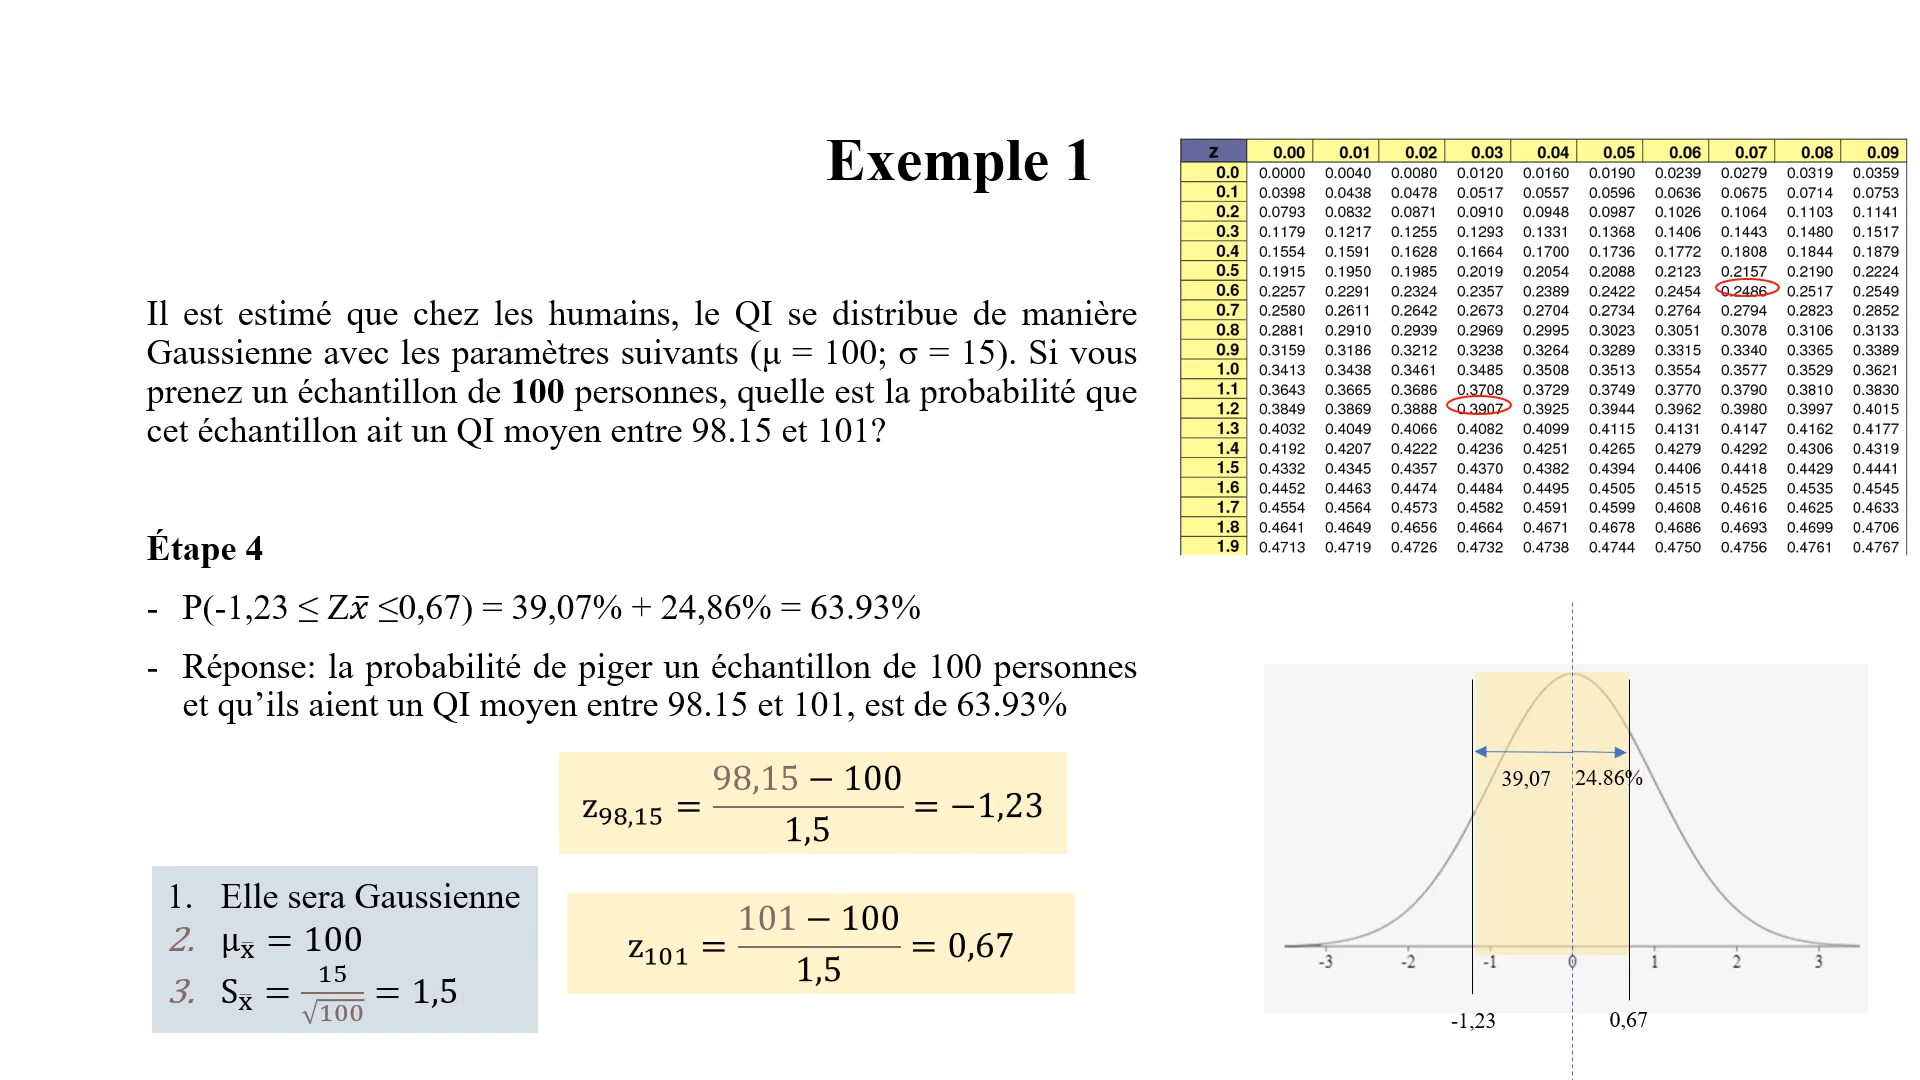 Exemple 1
Il est estimé que chez les humains, le QI se distribue de manière
Gaussienne avec les paramètres suivants (μ = 100; σ = 15). Si vous
prenez un échantillon de 100 personnes, quelle est la probabilité que
cet échantillon ait un QI moyen entre 98.15 et 101?
Étape 4
- P(-1,23 ≤ Zx̄ ≤0,67) = 39,07% + 24,86% = 63.93%
- Réponse: la probabilité de piger un échantillon de 100 personnes
et qu’ils aient un QI moyen entre 98.15 et 101, est de 63.93%
z98,15 = (98,15 − 100) / 1,5 = −1,23
z101 = (101 − 100) / 1,5 = 0,67
1. Elle sera Gaussienne
2. μx̄ = 100
3. Sx̄ = 15 / √100 = 1,5
z 0.00 0.01 0.02 0.03 0.04 0.05 0.06 0.07 0.08 0.09
0.0 0.0000 0.0040 0.0080 0.0120 0.0160 0.0190 0.0239 0.0279 0.0319 0.0359
0.1 0.0398 0.0438 0.0478 0.0517 0.0557 0.0596 0.0636 0.0675 0.0714 0.0753
0.2 0.0793 0.0832 0.0871 0.0910 0.0948 0.0987 0.1026 0.1064 0.1103 0.1141
0.3 0.1179 0.1217 0.1255 0.1293 0.1331 0.1368 0.1406 0.1443 0.1480 0.1517
0.4 0.1554 0.1591 0.1628 0.1664 0.1700 0.1736 0.1772 0.1808 0.1844 0.1879
0.5 0.1915 0.1950 0.1985 0.2019 0.2054 0.2088 0.2123 0.2157 0.2190 0.2224
0.6 0.2257 0.2291 0.2324 0.2357 0.2389 0.2422 0.2454 0.2486 0.2517 0.2549
0.7 0.2580 0.2611 0.2642 0.2673 0.2704 0.2734 0.2764 0.2794 0.2823 0.2852
0.8 0.2881 0.2910 0.2939 0.2969 0.2995 0.3023 0.3051 0.3078 0.3106 0.3133
0.9 0.3159 0.3186 0.3212 0.3238 0.3264 0.3289 0.3315 0.3340 0.3365 0.3389
1.0 0.3413 0.3438 0.3461 0.3485 0.3508 0.3513 0.3554 0.3577 0.3529 0.3621
1.1 0.3643 0.3665 0.3686 0.3708 0.3729 0.3749 0.3770 0.3790 0.3810 0.3830
1.2 0.3849 0.3869 0.3888 0.3907 0.3925 0.3944 0.3962 0.3980 0.3997 0.4015
1.3 0.4032 0.4049 0.4066 0.4082 0.4099 0.4115 0.4131 0.4147 0.4162 0.4177
1.4 0.4192 0.4207 0.4222 0.4236 0.4251 0.4265 0.4279 0.4292 0.4306 0.4319
1.5 0.4332 0.4345 0.4357 0.4370 0.4382 0.4394 0.4406 0.4418 0.4429 0.4441
1.6 0.4452 0.4463 0.4474 0.4484 0.4495 0.4505 0.4515 0.4525 0.4535 0.4545
1.7 0.4554 0.4564 0.4573 0.4582 0.4591 0.4599 0.4608 0.4616 0.4625 0.4633
1.8 0.4641 0.4649 0.4656 0.4664 0.4671 0.4678 0.4686 0.4693 0.4699 0.4706
1.9 0.4713 0.4719 0.4726 0.4732 0.4738 0.4744 0.4750 0.4756 0.4761 0.4767
39,07 24.86%
-3 -2 -1 0 1 2 3
-1,23 0,67